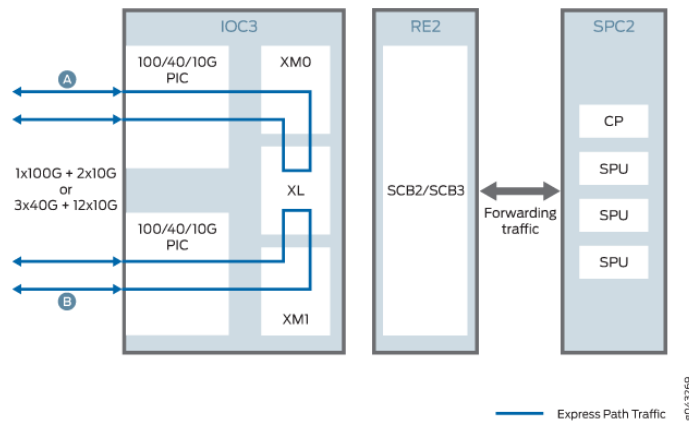 IOC3
RE2
SPC2
100/40/10G
PIC
XM0
A
CP
1x100G + 2x10G
or
3x40G + 12x10G
XL
SPU
SCB2/SCB3
Forwarding
traffic
SPU
100/40/10G
PIC
SPU
B
XM1
Express Path Traffic
g043269